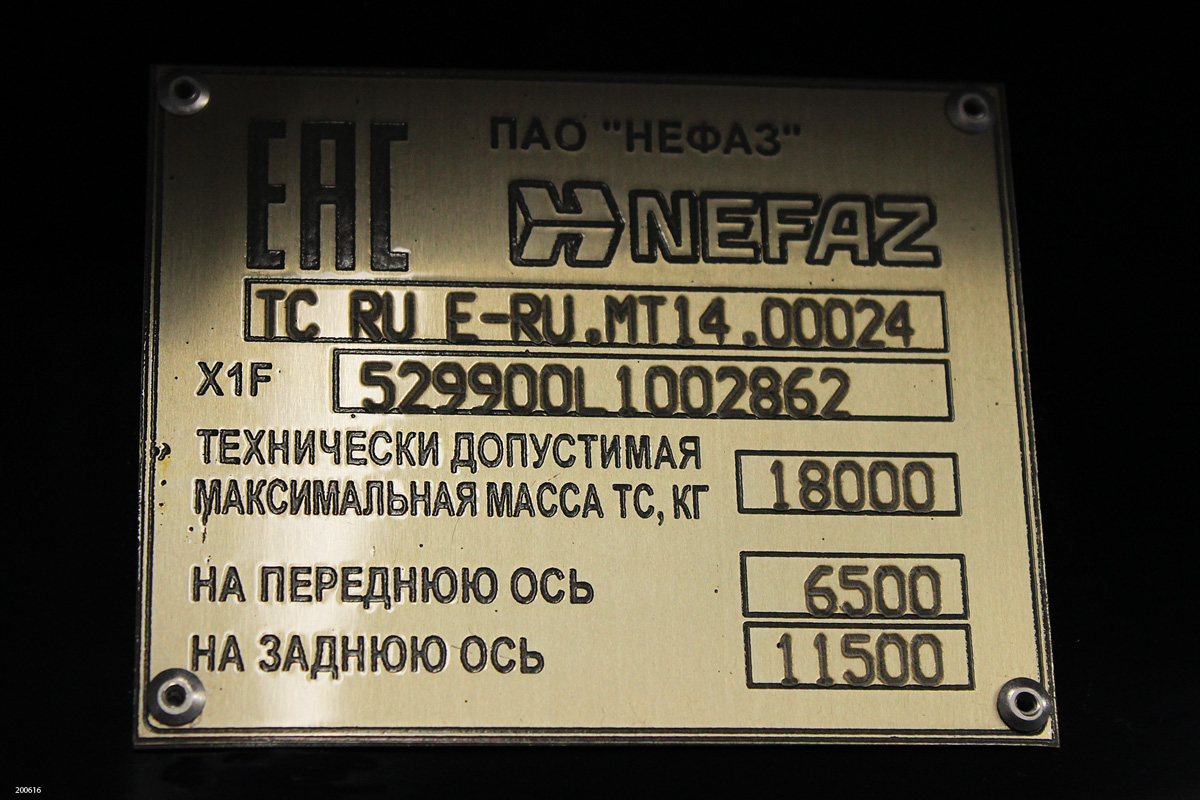 ЕАС
ПАО "НЕФАЗ"
NEFAZ
ТС RU E-RU.MT14.00024
X1F 529900L1002862
ТЕХНИЧЕСКИ ДОПУСТИМАЯ
МАКСИМАЛЬНАЯ МАССА ТС, КГ 18000
НА ПЕРЕДНЮЮ ОСЬ 6500
НА ЗАДНЮЮ ОСЬ 11500
200616